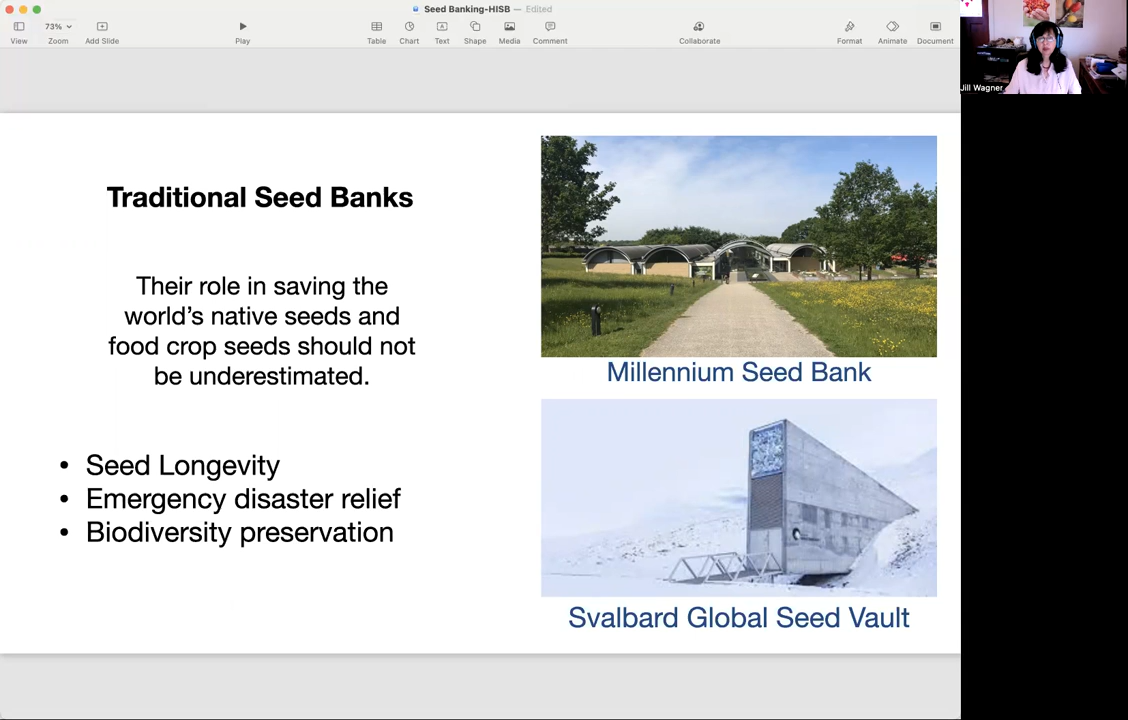 Seed Banking-HISB — Edited
73%
View
Zoom
Add Slide
Play
Table
Chart
Text
Shape
Media
Comment
Collaborate
Format
Animate
Document
Jill Wagner
Traditional Seed Banks
Their role in saving the
world's native seeds and
food crop seeds should not
be underestimated.
• Seed Longevity
• Emergency disaster relief
• Biodiversity preservation
Millennium Seed Bank
Svalbard Global Seed Vault